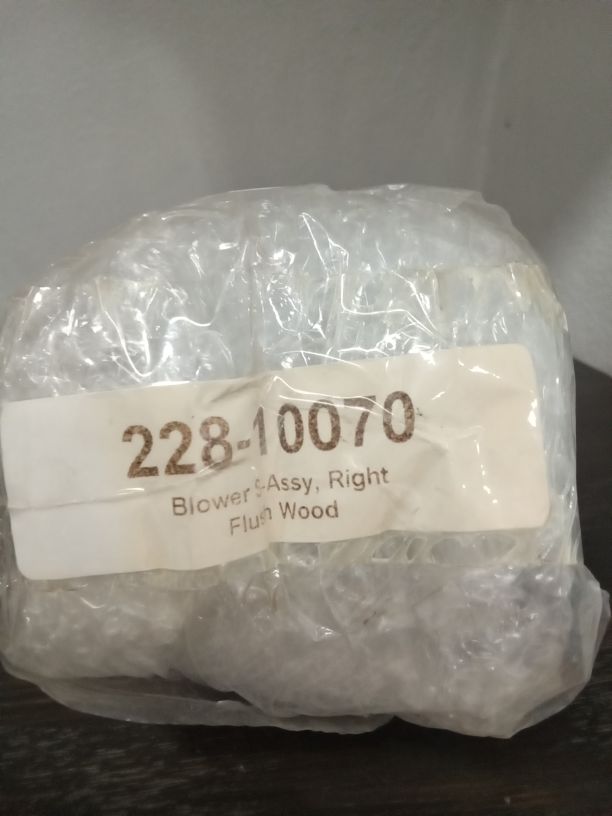 228-10070
Blower S-Assy, Right
Flush Wood